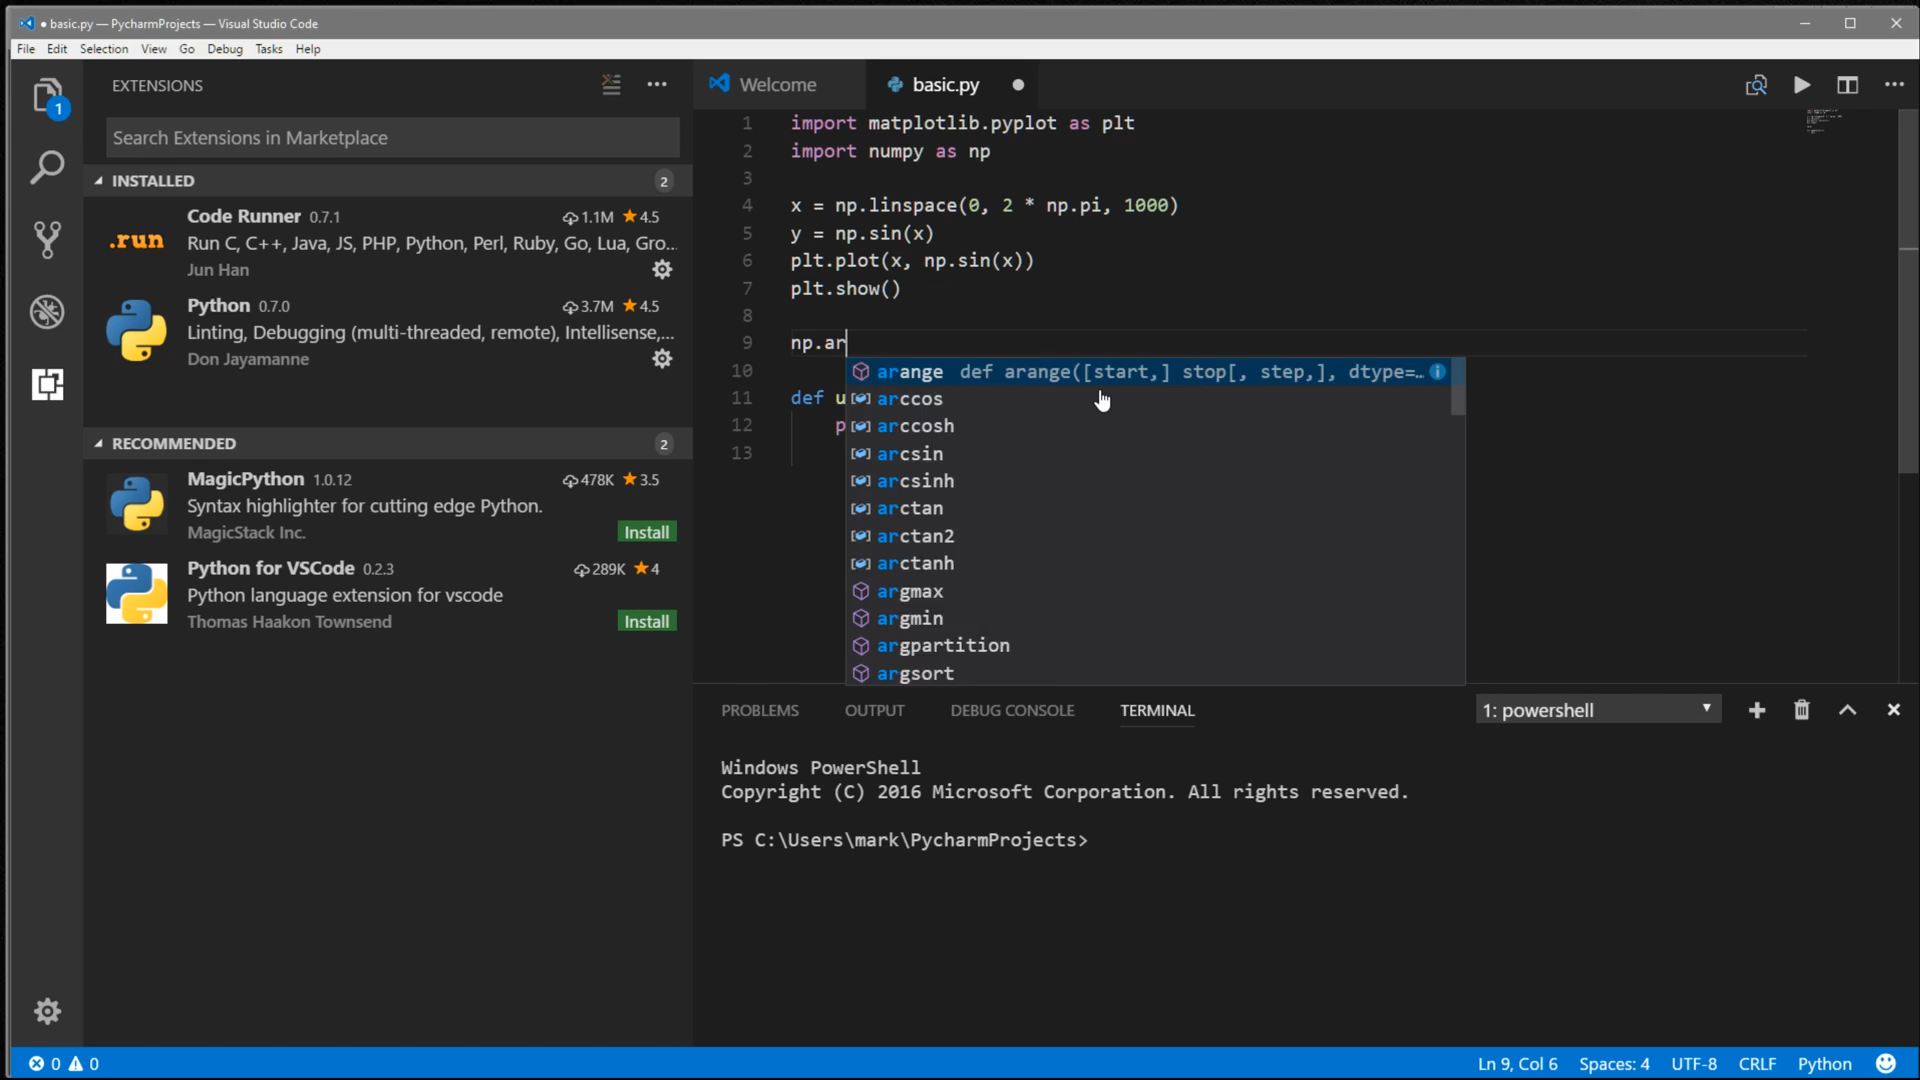 ● basic.py — PycharmProjects — Visual Studio Code
File Edit Selection View Go Debug Tasks Help
1
EXTENSIONS
Search Extensions in Marketplace
INSTALLED 2
Code Runner 0.7.1 1.1M 4.5
.run
Run C, C++, Java, JS, PHP, Python, Perl, Ruby, Go, Lua, Gro...
Jun Han
Python 0.7.0 3.7M 4.5
Linting, Debugging (multi-threaded, remote), Intellisense,...
Don Jayamanne
RECOMMENDED 2
MagicPython 1.0.12 478K 3.5
Syntax highlighter for cutting edge Python.
MagicStack Inc. Install
Python for VSCode 0.2.3 289K 4
Python language extension for vscode
Thomas Haakon Townsend Install
Welcome basic.py
1 import matplotlib.pyplot as plt
2 import numpy as np
3
4 x = np.linspace(0, 2 * np.pi, 1000)
5 y = np.sin(x)
6 plt.plot(x, np.sin(x))
7 plt.show()
8
9 np.ar
10
11 def u
12 p
13
arange def arange([start,] stop[, step,], dtype=...
arccos
arccosh
arcsin
arcsinh
arctan
arctan2
arctanh
argmax
argmin
argpartition
argsort
PROBLEMS OUTPUT DEBUG CONSOLE TERMINAL 1: powershell
Windows PowerShell
Copyright (C) 2016 Microsoft Corporation. All rights reserved.
PS C:\Users\mark\PycharmProjects>
0 0 Ln 9, Col 6 Spaces: 4 UTF-8 CRLF Python